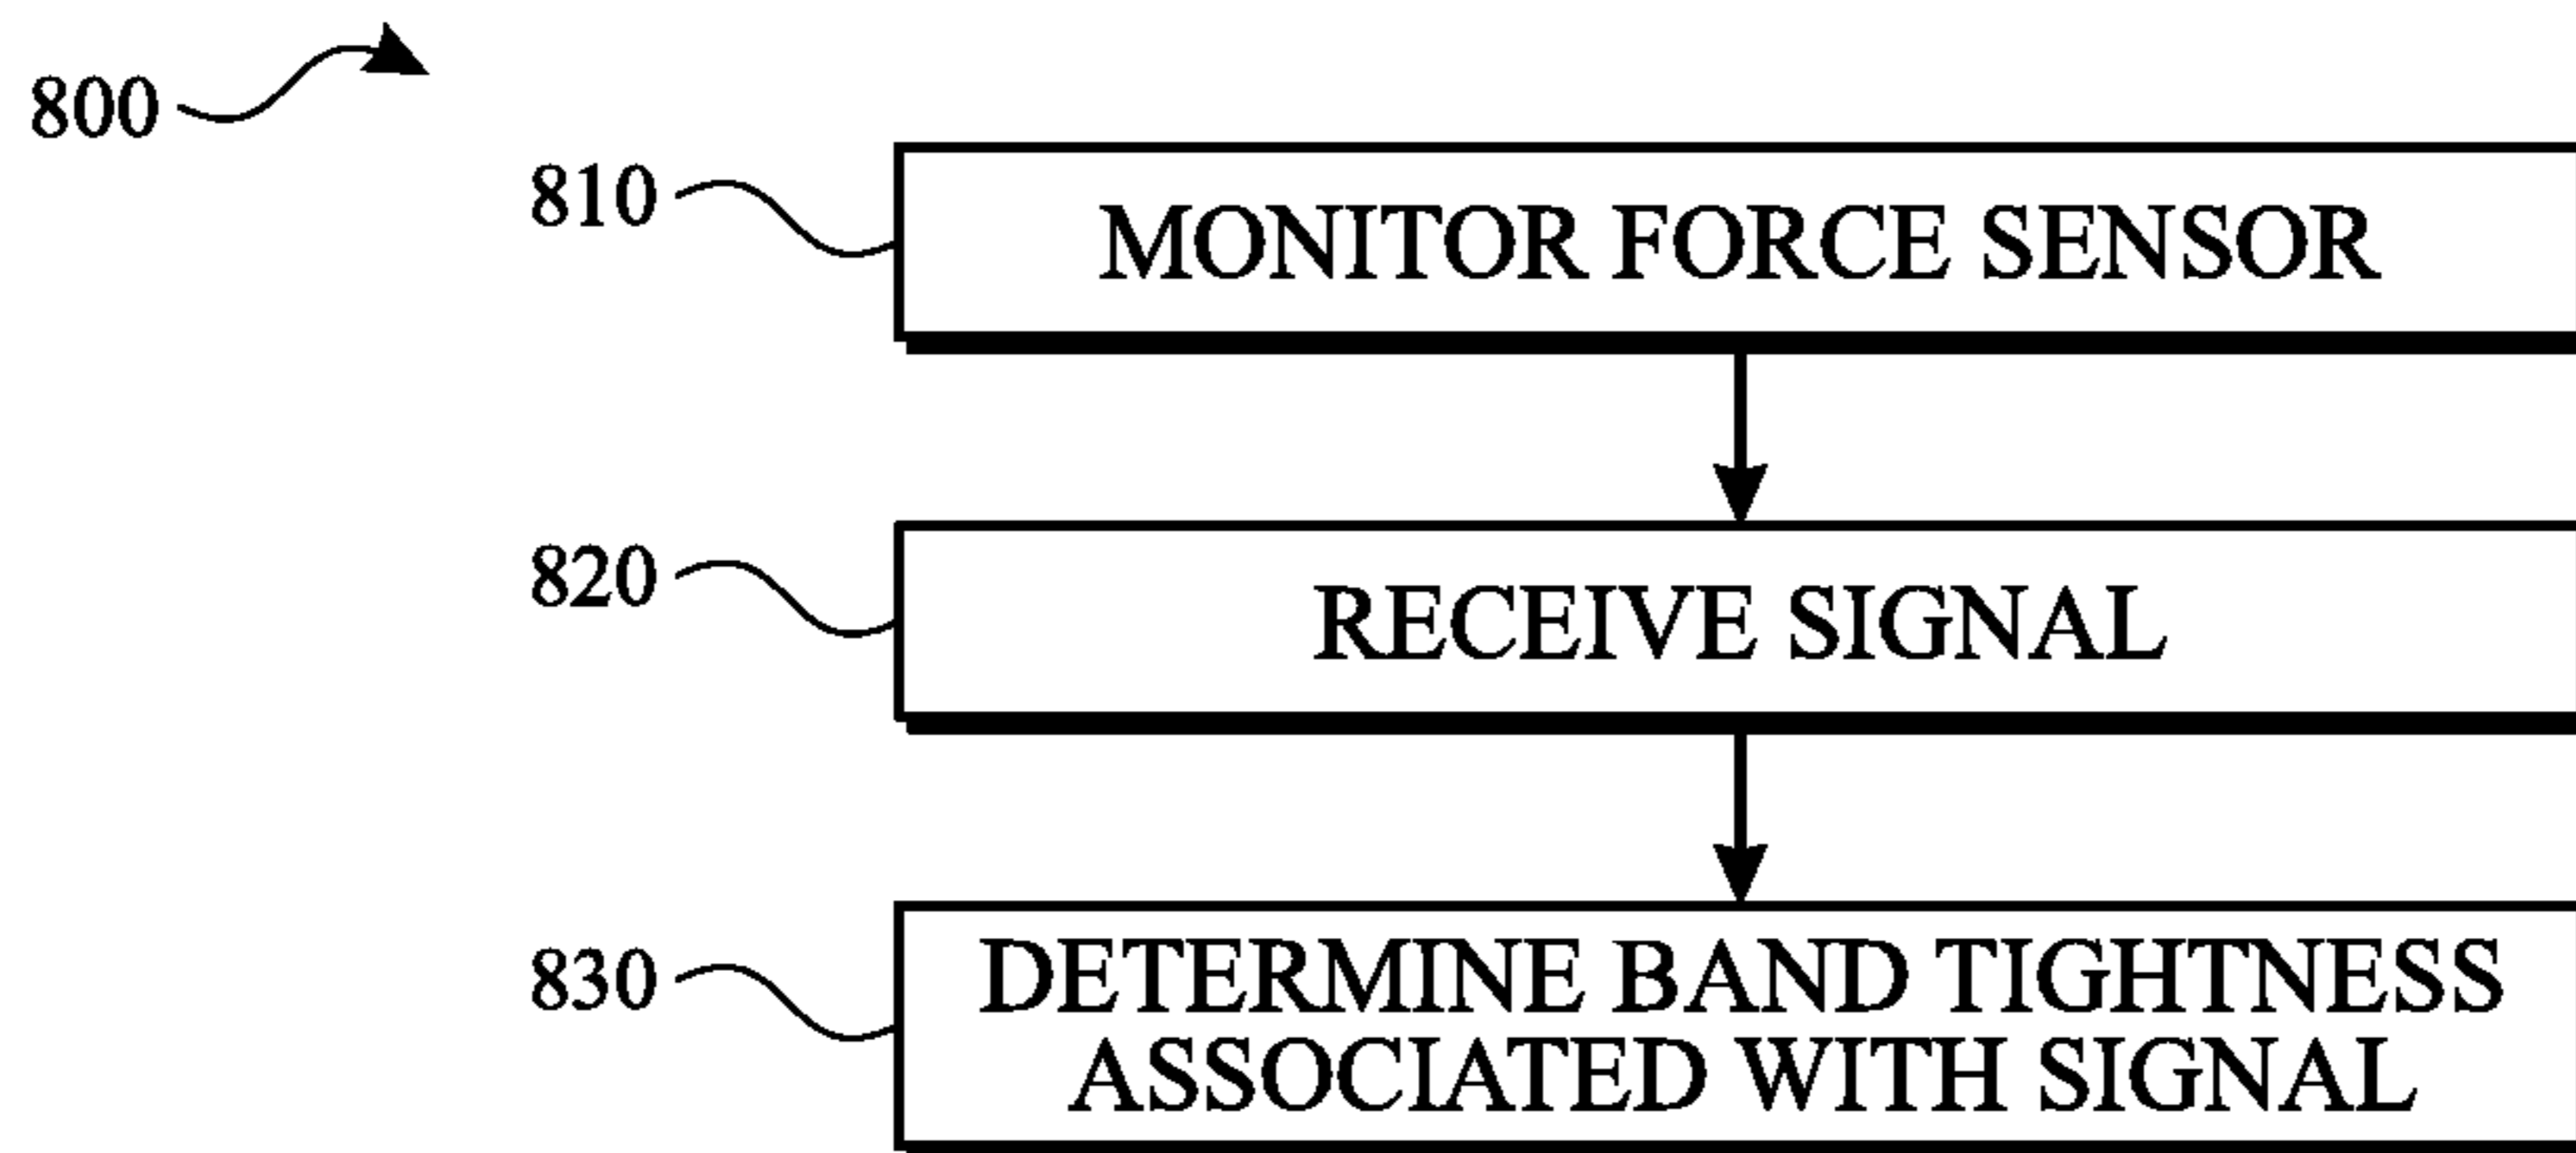 800
810
MONITOR FORCE SENSOR
820
RECEIVE SIGNAL
830
DETERMINE BAND TIGHTNESS
ASSOCIATED WITH SIGNAL